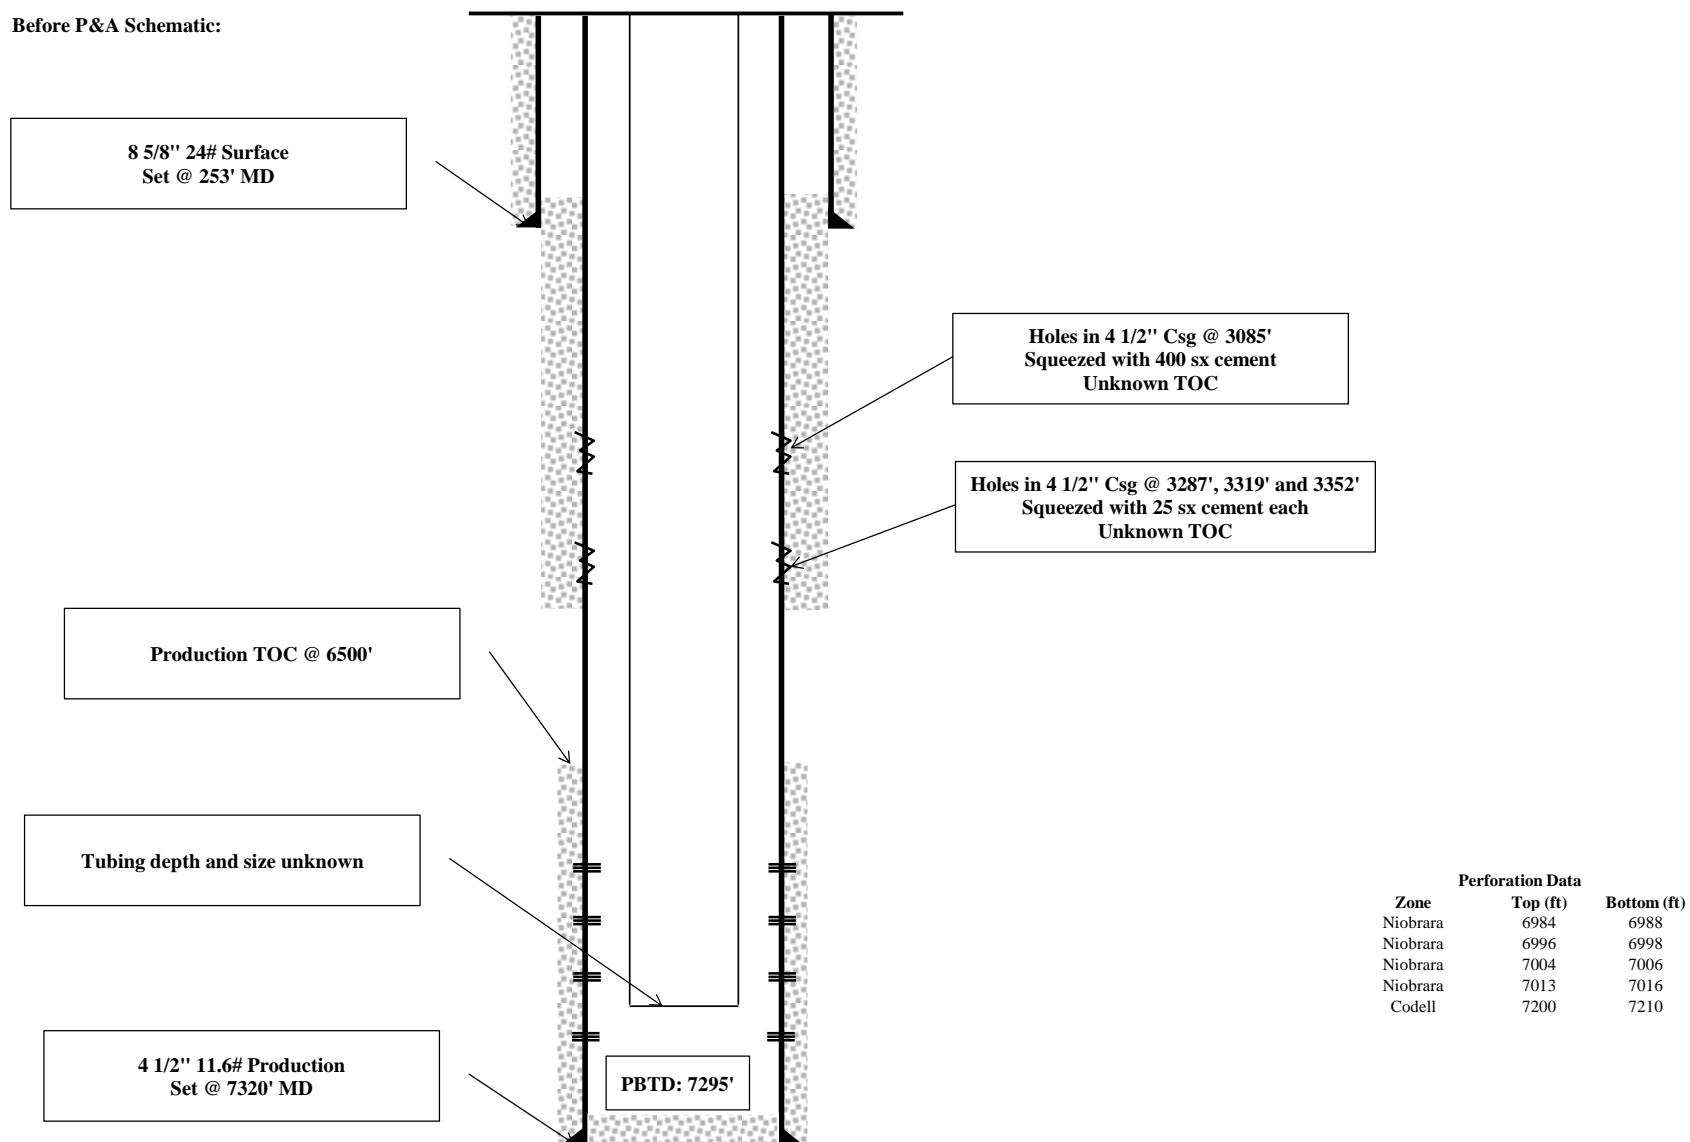 Before P&A Schematic:
8 5/8'' 24# Surface
Set @ 253' MD
Holes in 4 1/2'' Csg @ 3085'
Squeezed with 400 sx cement
Unknown TOC
Holes in 4 1/2'' Csg @ 3287', 3319' and 3352'
Squeezed with 25 sx cement each
Unknown TOC
Production TOC @ 6500'
Tubing depth and size unknown
4 1/2'' 11.6# Production
Set @ 7320' MD
PBTD: 7295'
Perforation Data
Zone Top (ft) Bottom (ft)
Niobrara 6984 6988
Niobrara 6996 6998
Niobrara 7004 7006
Niobrara 7013 7016
Codell 7200 7210